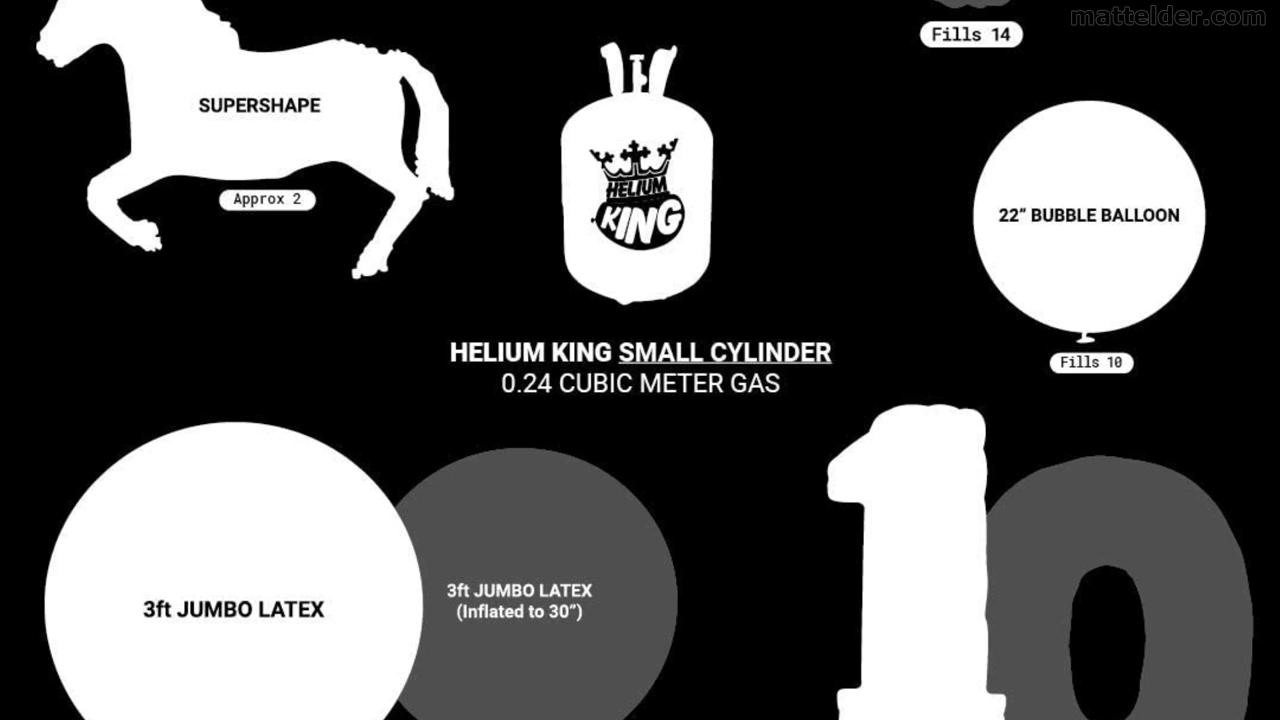 mattelder.com
Fills 14
SUPERSHAPE
Approx 2
HELIUM
KING
22” BUBBLE BALLOON
Fills 10
HELIUM KING SMALL CYLINDER
0.24 CUBIC METER GAS
3ft JUMBO LATEX
3ft JUMBO LATEX
(Inflated to 30”)
10